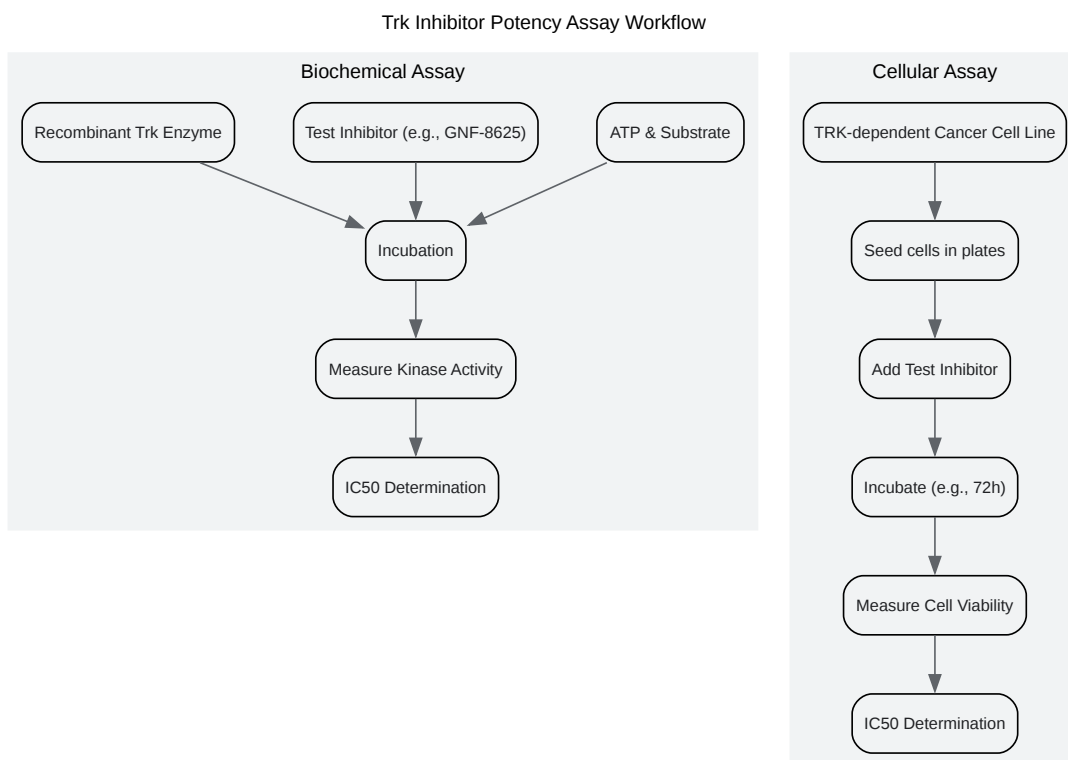 Trk Inhibitor Potency Assay Workflow
Biochemical Assay
Recombinant Trk Enzyme
Test Inhibitor (e.g., GNF-8625)
ATP & Substrate
Incubation
Measure Kinase Activity
IC50 Determination
Cellular Assay
TRK-dependent Cancer Cell Line
Seed cells in plates
Add Test Inhibitor
Incubate (e.g., 72h)
Measure Cell Viability
IC50 Determination